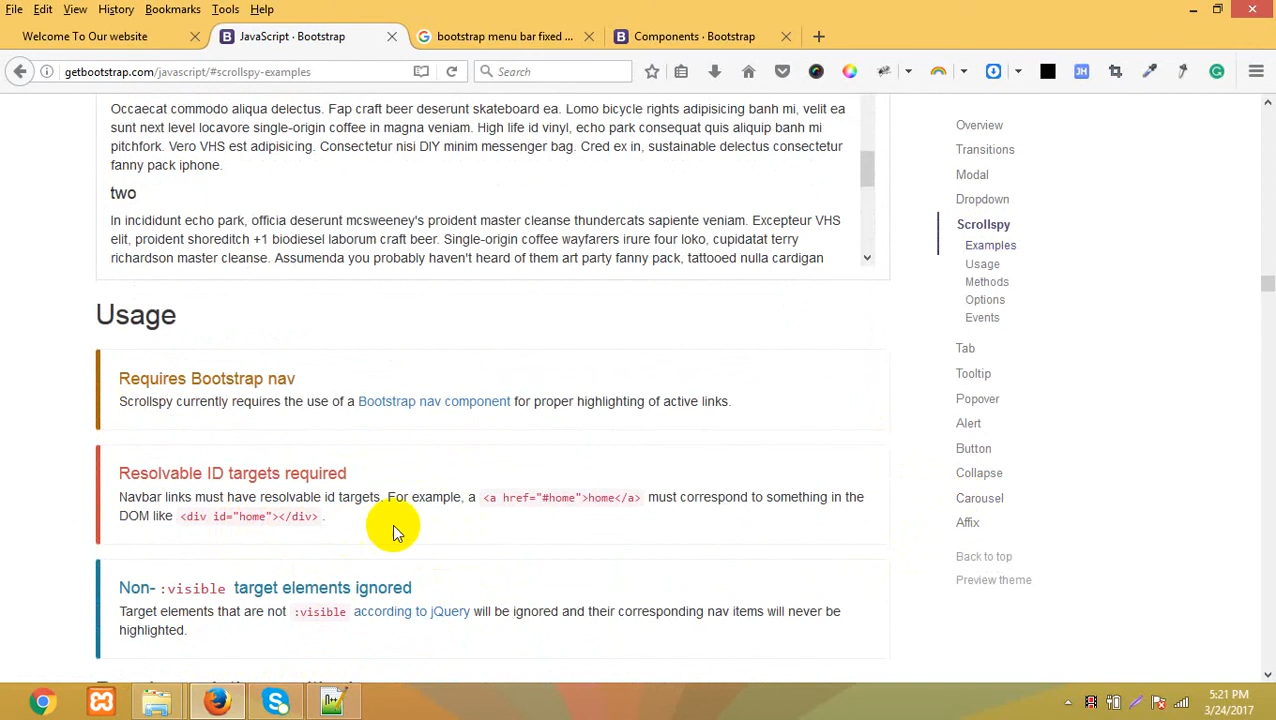 File Edit View History Bookmarks Tools Help
Welcome To Our website
JavaScript · Bootstrap
bootstrap menu bar fixed ...
Components · Bootstrap
getbootstrap.com/javascript/#scrollspy-examples
Search
JH
Occaecat commodo aliqua delectus. Fap craft beer deserunt skateboard ea. Lomo bicycle rights adipisicing banh mi, velit ea
sunt next level locavore single-origin coffee in magna veniam. High life id vinyl, echo park consequat quis aliquip banh mi
pitchfork. Vero VHS est adipisicing. Consectetur nisi DIY minim messenger bag. Cred ex in, sustainable delectus consectetur
fanny pack iphone.
two
In incididunt echo park, officia deserunt mcsweeney's proident master cleanse thundercats sapiente veniam. Excepteur VHS
elit, proident shoreditch +1 biodiesel laborum craft beer. Single-origin coffee wayfarers irure four loko, cupidatat terry
richardson master cleanse. Assumenda you probably haven't heard of them art party fanny pack, tattooed nulla cardigan
Usage
Requires Bootstrap nav
Scrollspy currently requires the use of a Bootstrap nav component for proper highlighting of active links.
Resolvable ID targets required
Navbar links must have resolvable id targets. For example, a <a href="#home">home</a> must correspond to something in the
DOM like <div id="home"></div>.
Non- :visible target elements ignored
Target elements that are not :visible according to jQuery will be ignored and their corresponding nav items will never be
highlighted.
Overview
Transitions
Modal
Dropdown
Scrollspy
Examples
Usage
Methods
Options
Events
Tab
Tooltip
Popover
Alert
Button
Collapse
Carousel
Affix
Back to top
Preview theme
5:21 PM
3/24/2017